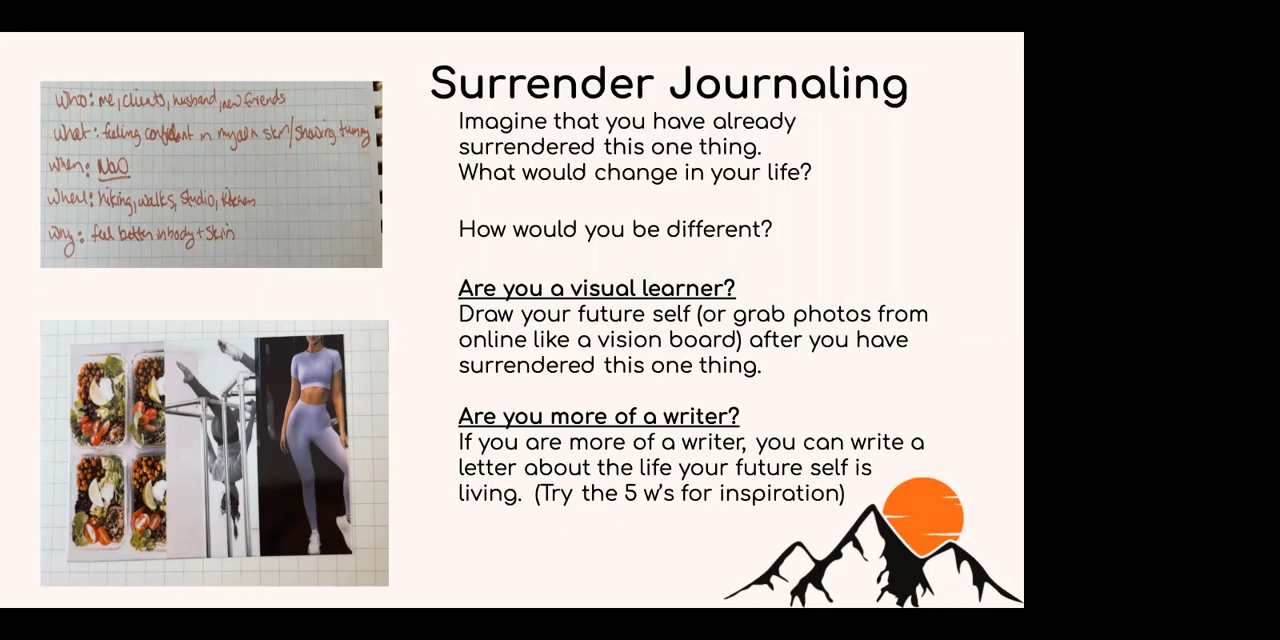 who: me, clients, husband, new friends
what: feeling confident in my own skin/showing tummy
when: NOW
where: hiking, walks, studio, kitchen
why: feel better in body + skin
Surrender Journaling
Imagine that you have already
surrendered this one thing.
What would change in your life?
How would you be different?
Are you a visual learner?
Draw your future self (or grab photos from
online like a vision board) after you have
surrendered this one thing.
Are you more of a writer?
If you are more of a writer, you can write a
letter about the life your future self is
living. (Try the 5 w's for inspiration)